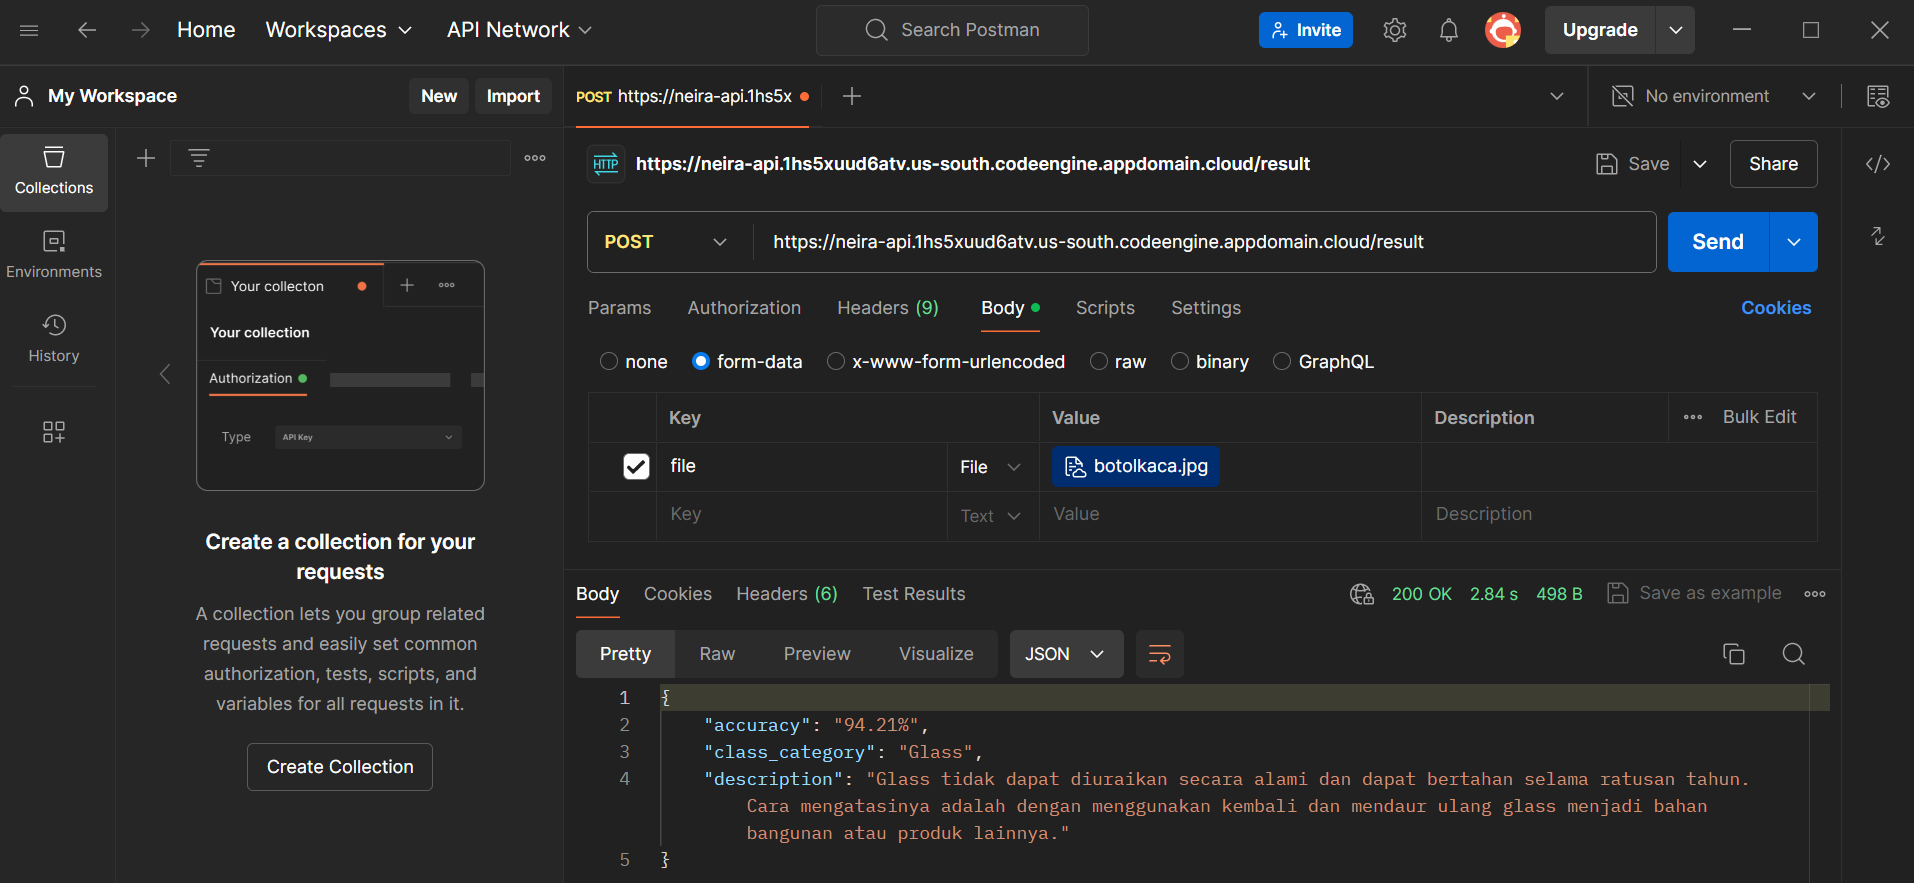 Home Workspaces API Network Search Postman Invite Upgrade
My Workspace New Import POST https://neira-api.1hs5x No environment
Collections
Environments
History
Your collecton
Your collection
Authorization
Type API Key
Create a collection for your
requests
A collection lets you group related
requests and easily set common
authorization, tests, scripts, and
variables for all requests in it.
Create Collection
HTTP https://neira-api.1hs5xuud6atv.us-south.codeengine.appdomain.cloud/result Save Share
POST https://neira-api.1hs5xuud6atv.us-south.codeengine.appdomain.cloud/result Send
Params Authorization Headers (9) Body Scripts Settings Cookies
none form-data x-www-form-urlencoded raw binary GraphQL
Key Value Description Bulk Edit
file File botolkaca.jpg
Key Text Value Description
Body Cookies Headers (6) Test Results 200 OK 2.84 s 498 B Save as example
Pretty Raw Preview Visualize JSON
1 {
2 "accuracy": "94.21%",
3 "class_category": "Glass",
4 "description": "Glass tidak dapat diuraikan secara alami dan dapat bertahan selama ratusan tahun.
Cara mengatasinya adalah dengan menggunakan kembali dan mendaur ulang glass menjadi bahan
bangunan atau produk lainnya."
5 }